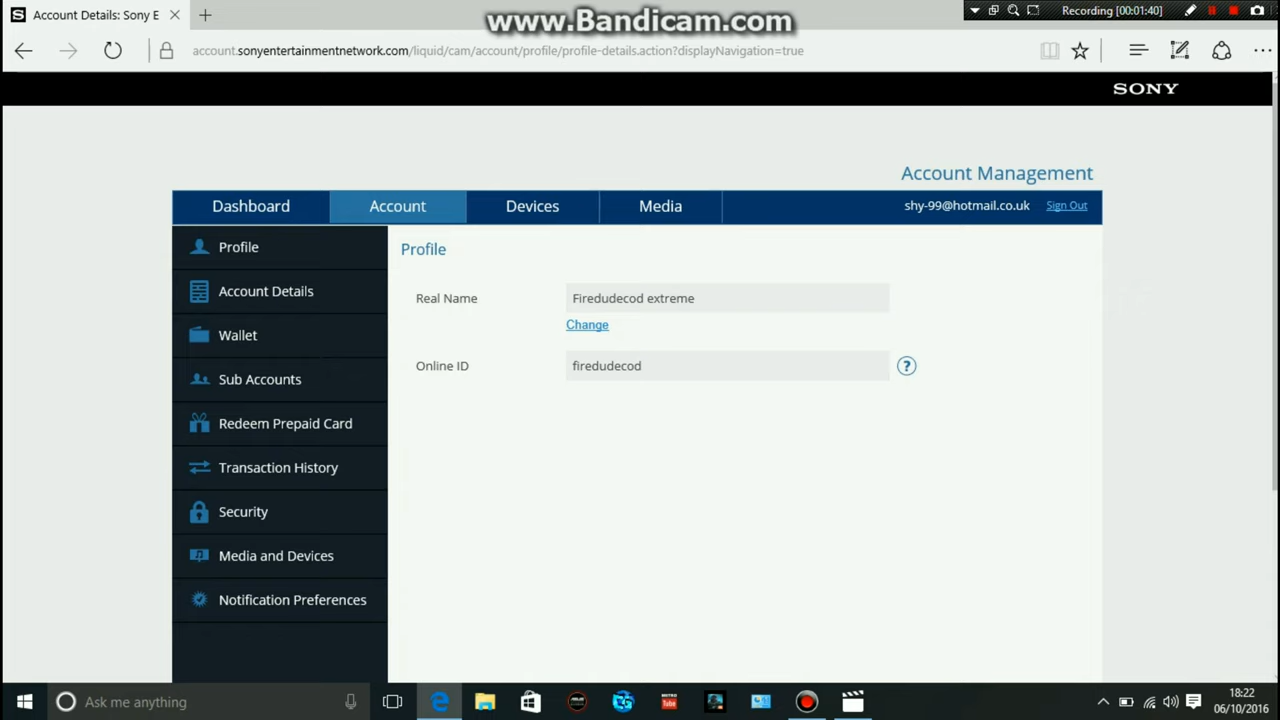 Account Details: Sony E
www.Bandicam.com
Recording [00:01:40]
account.sonyentertainmentnetwork.com/liquid/cam/account/profile/profile-details.action?displayNavigation=true
SONY
Account Management
Dashboard
Account
Devices
Media
shy-99@hotmail.co.uk
Sign Out
Profile
Account Details
Wallet
Sub Accounts
Redeem Prepaid Card
Transaction History
Security
Media and Devices
Notification Preferences
Profile
Real Name
Firedudecod extreme
Change
Online ID
firedudecod
?
Ask me anything
18:22
06/10/2016